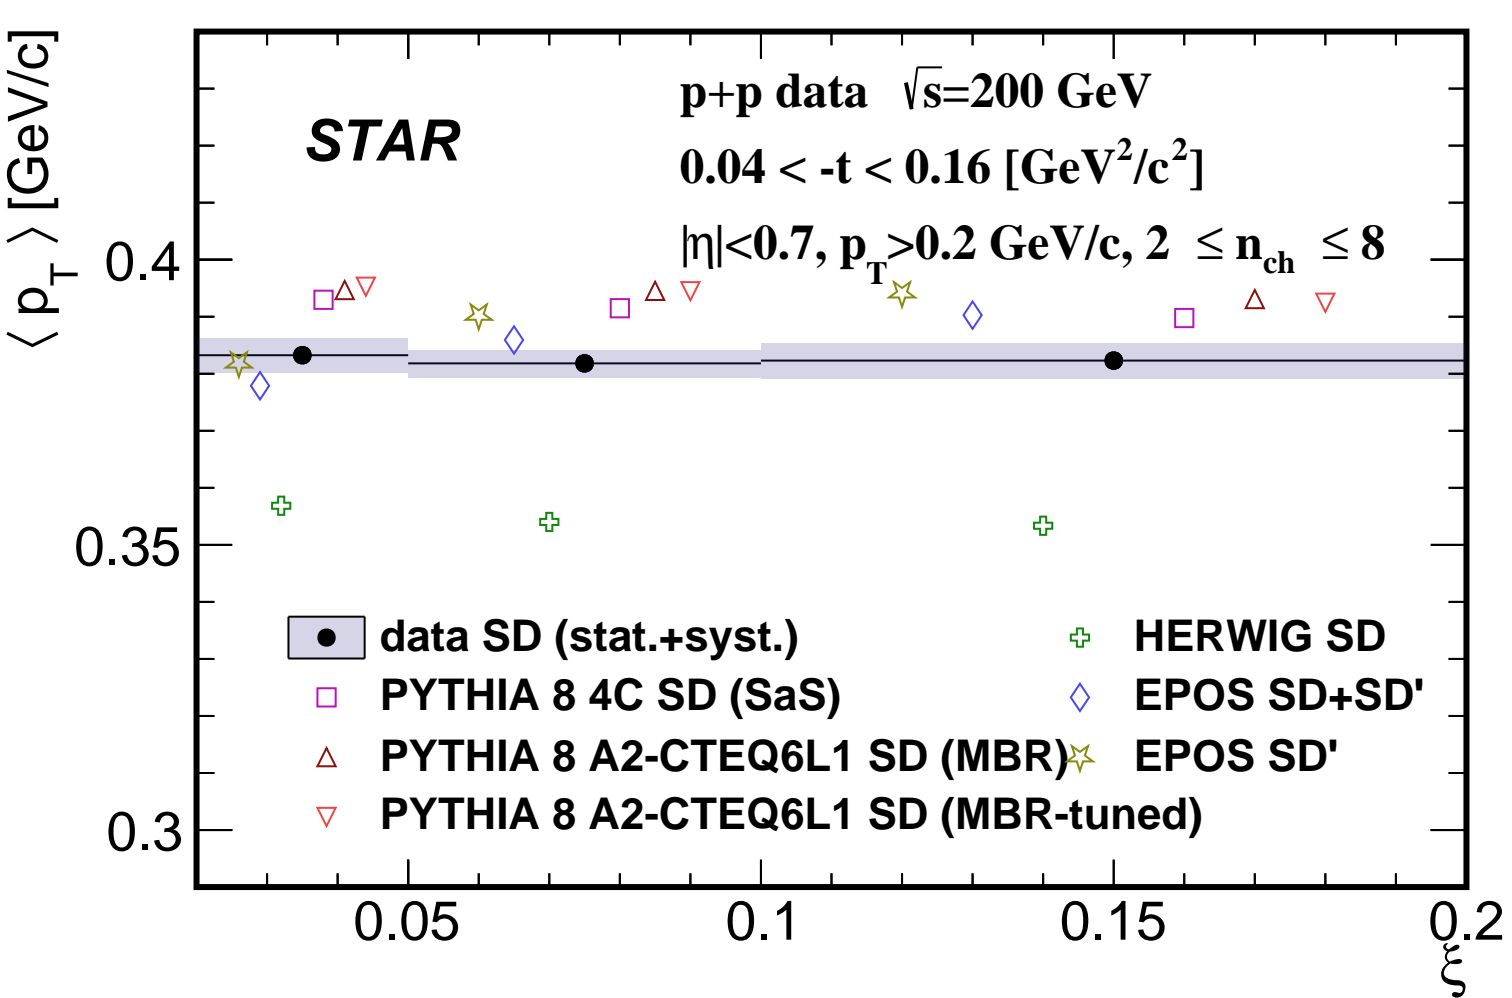 ⟨ p_T ⟩ [GeV/c]
STAR
p+p data √s=200 GeV
0.04 < -t < 0.16 [GeV²/c²]
|η|<0.7, p_T>0.2 GeV/c, 2 ≤ n_ch ≤ 8
0.4
0.35
0.3
data SD (stat.+syst.)
PYTHIA 8 4C SD (SaS)
PYTHIA 8 A2-CTEQ6L1 SD (MBR)
PYTHIA 8 A2-CTEQ6L1 SD (MBR-tuned)
HERWIG SD
EPOS SD+SD'
EPOS SD'
0.05 0.1 0.15 0.2
ξ